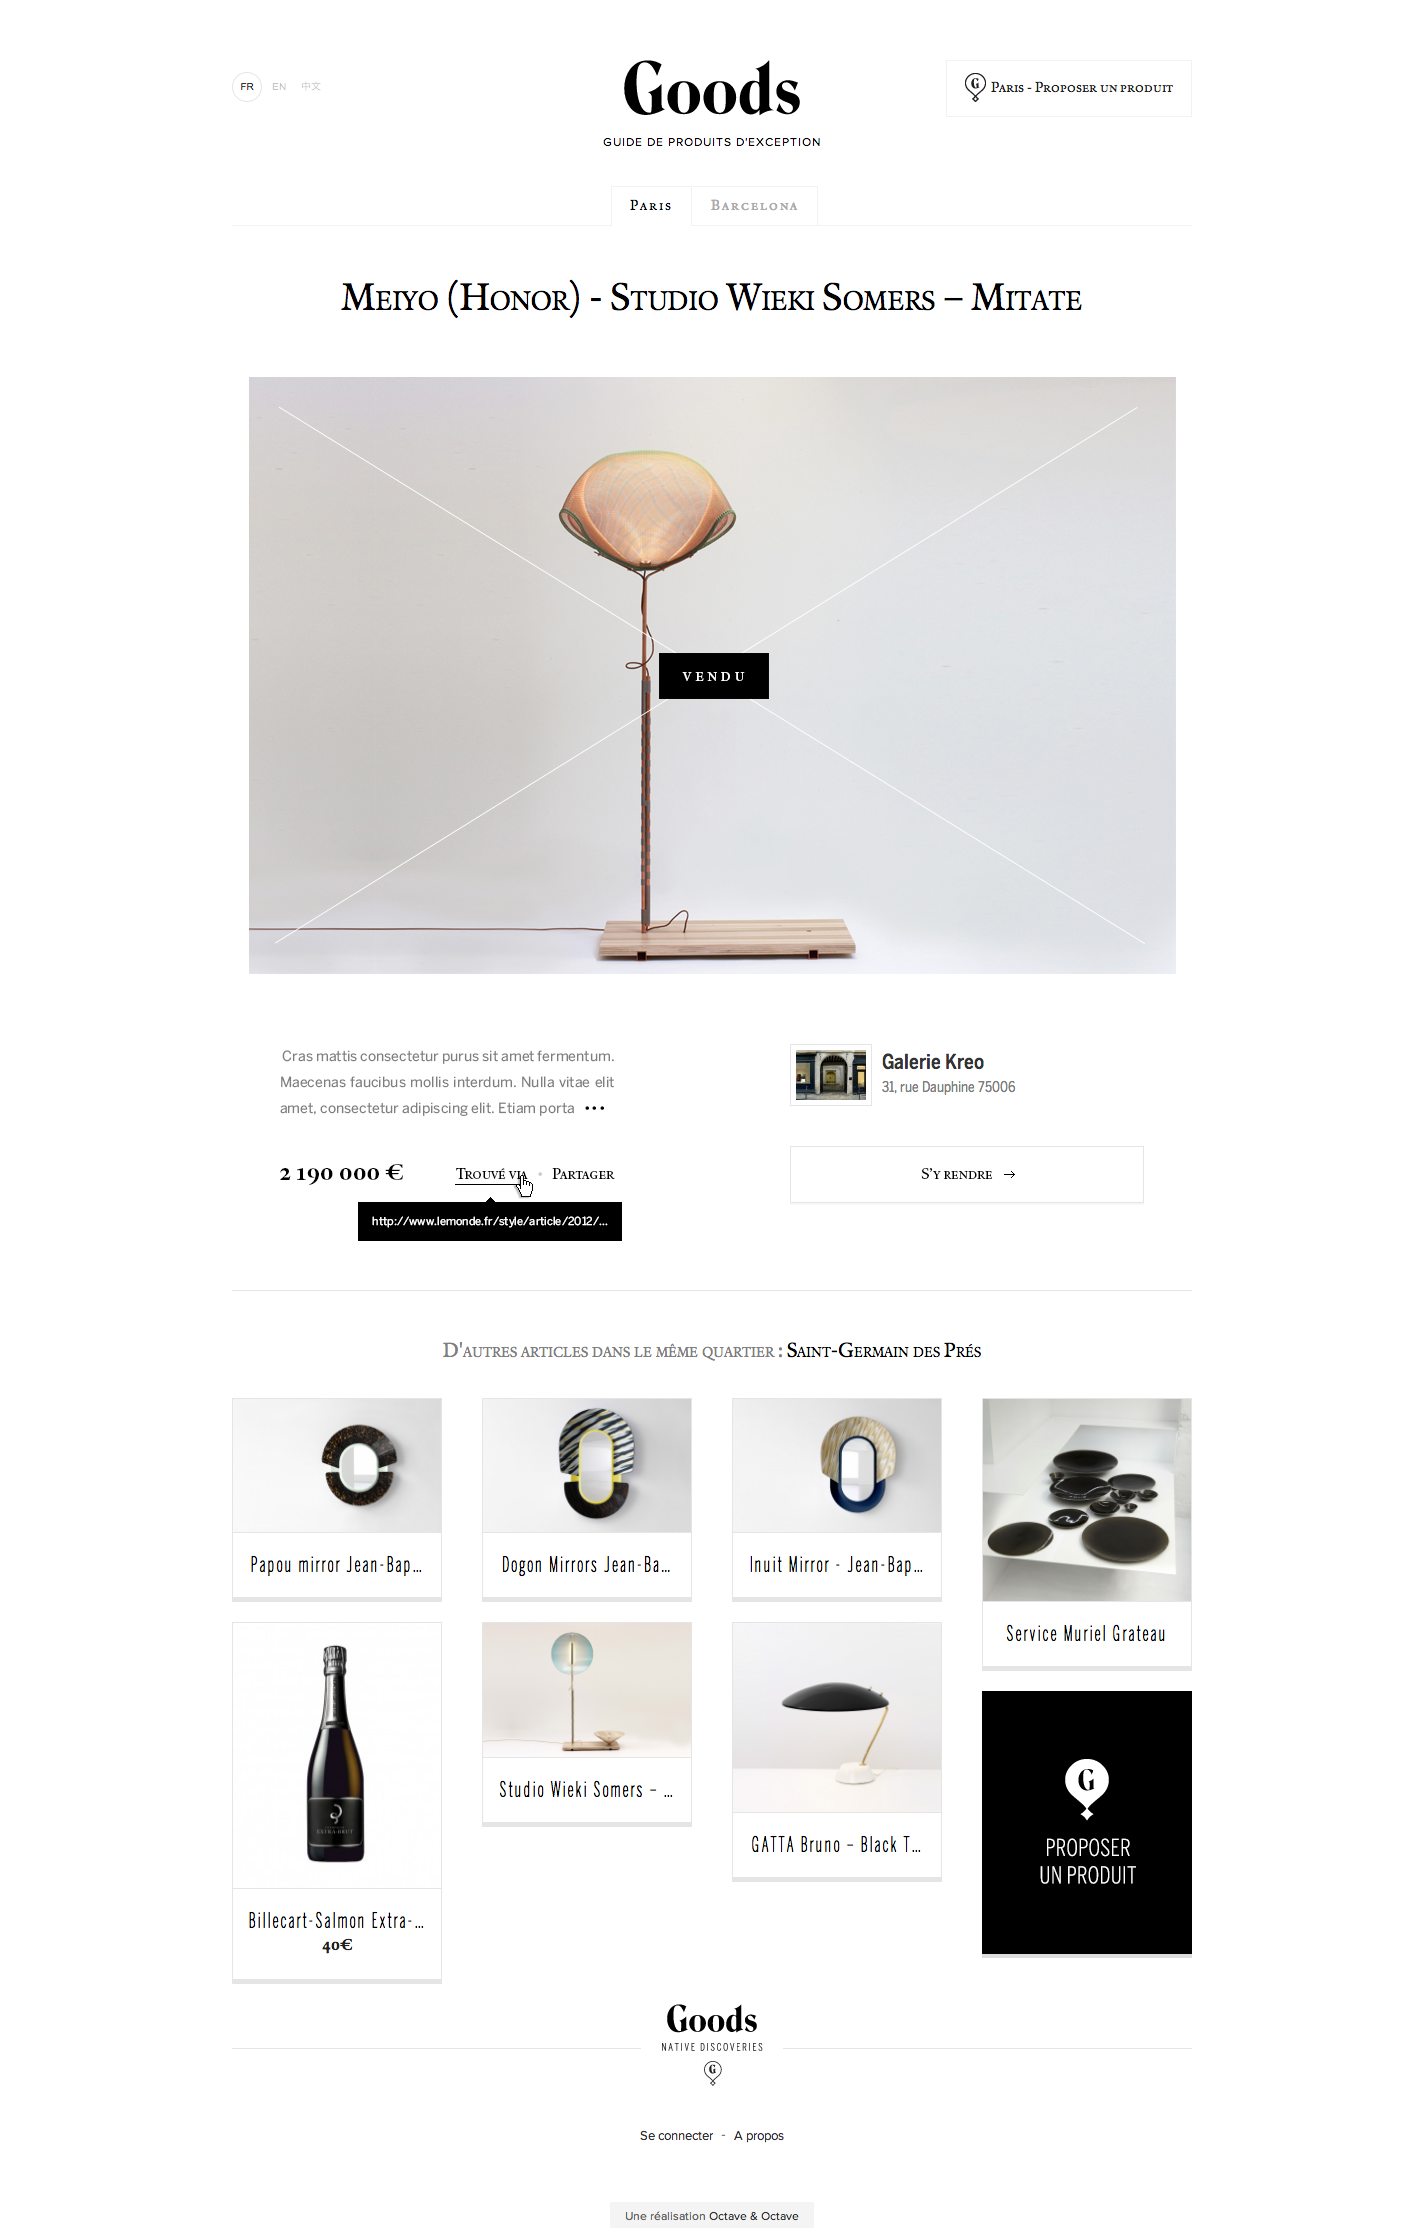 FR EN 中文
Goods
GUIDE DE PRODUITS D'EXCEPTION
G
Paris - Proposer un produit
Paris
Barcelona
Meiyo (Honor) - Studio Wieki Somers – Mitate
VENDU
Cras mattis consectetur purus sit amet fermentum.
Maecenas faucibus mollis interdum. Nulla vitae elit
amet, consectetur adipiscing elit. Etiam porta •••
2 190 000 €
Trouvé via • Partager
http://www.lemonde.fr/style/article/2012/...
Galerie Kreo
31, rue Dauphine 75006
S'y rendre →
D'autres articles dans le même quartier : Saint-Germain des Prés
Papou mirror Jean-Bap...
Dogon Mirrors Jean-Ba...
Inuit Mirror - Jean-Bap...
Service Muriel Grateau
EXTRA-BRUT
Billecart-Salmon Extra-...
40€
Studio Wieki Somers – ...
GATTA Bruno – Black T...
G
PROPOSER
UN PRODUIT
Goods
NATIVE DISCOVERIES
G
Se connecter - A propos
Une réalisation Octave & Octave